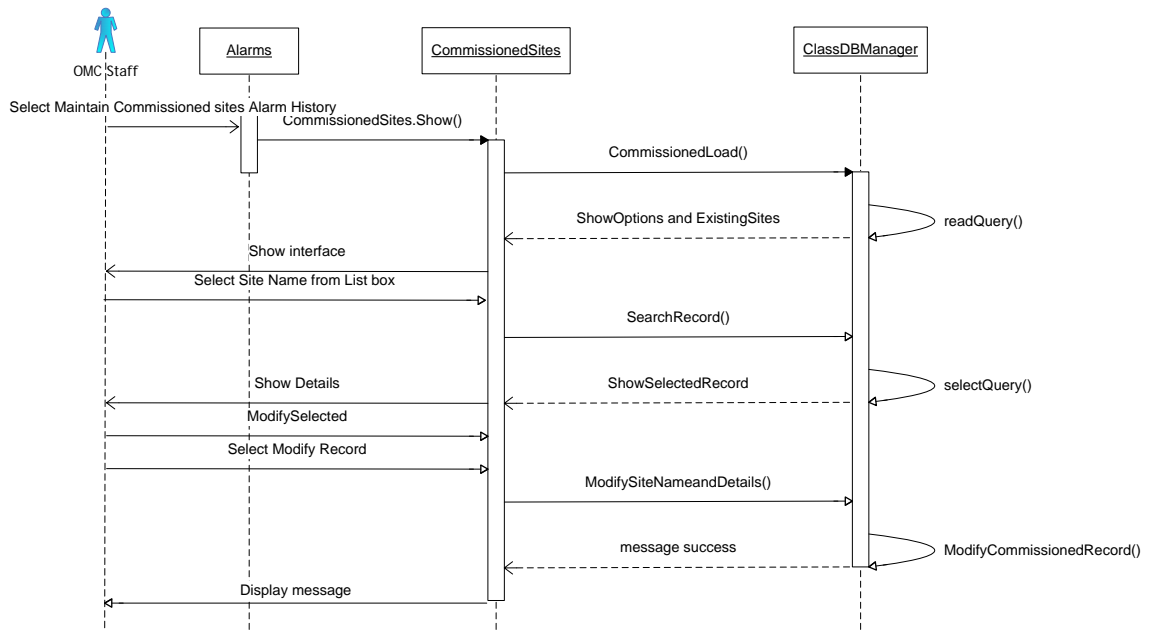 OMC Staff
Alarms
CommissionedSites
ClassDBManager
Select Maintain Commissioned sites Alarm History
CommissionedSites.Show()
CommissionedLoad()
ShowOptions and ExistingSites
readQuery()
Show interface
Select Site Name from List box
SearchRecord()
Show Details
ShowSelectedRecord
selectQuery()
ModifySelected
Select Modify Record
ModifySiteNameandDetails()
message success
ModifyCommissionedRecord()
Display message